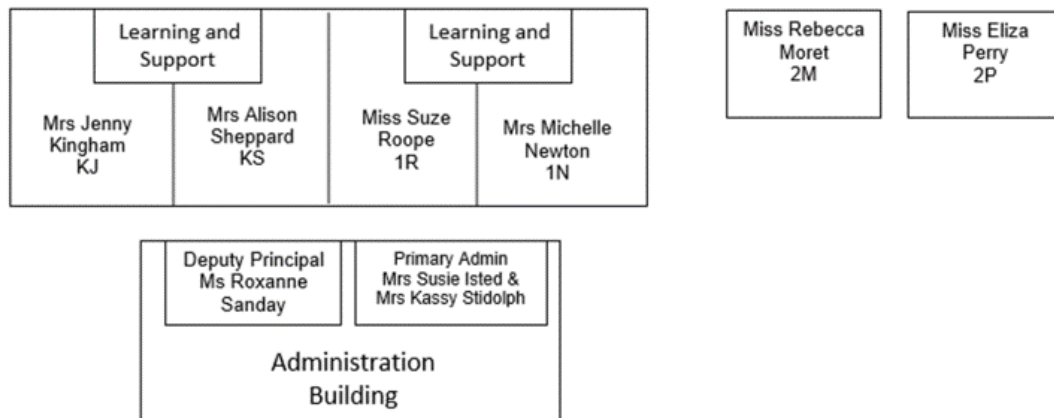 Learning and
Support
Learning and
Support
Mrs Jenny
Kingham
KJ
Mrs Alison
Sheppard
KS
Miss Suze
Roope
1R
Mrs Michelle
Newton
1N
Miss Rebecca
Moret
2M
Miss Eliza
Perry
2P
Deputy Principal
Ms Roxanne
Sanday
Primary Admin
Mrs Susie Isted &
Mrs Kassy Stidolph
Administration
Building